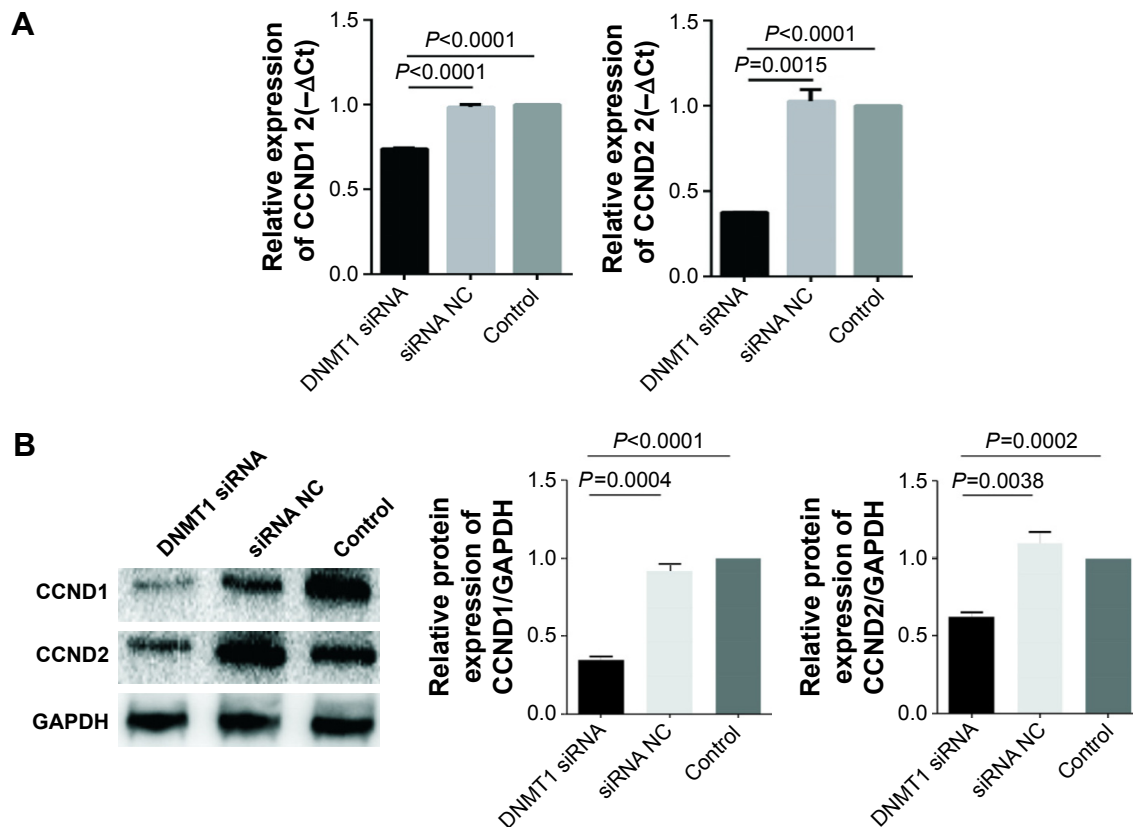 A
Relative expression
of CCND1 2(−ΔCt)
1.5
1.0
0.5
0.0
P<0.0001
P<0.0001
DNMT1 siRNA
siRNA NC
Control
Relative expression
of CCND2 2(−ΔCt)
1.5
1.0
0.5
0.0
P<0.0001
P=0.0015
DNMT1 siRNA
siRNA NC
Control
B
DNMT1 siRNA
siRNA NC
Control
CCND1
CCND2
GAPDH
Relative protein
expression of
CCND1/GAPDH
1.5
1.0
0.5
0.0
P<0.0001
P=0.0004
DNMT1 siRNA
siRNA NC
Control
Relative protein
expression of
CCND2/GAPDH
1.5
1.0
0.5
0.0
P=0.0002
P=0.0038
DNMT1 siRNA
siRNA NC
Control